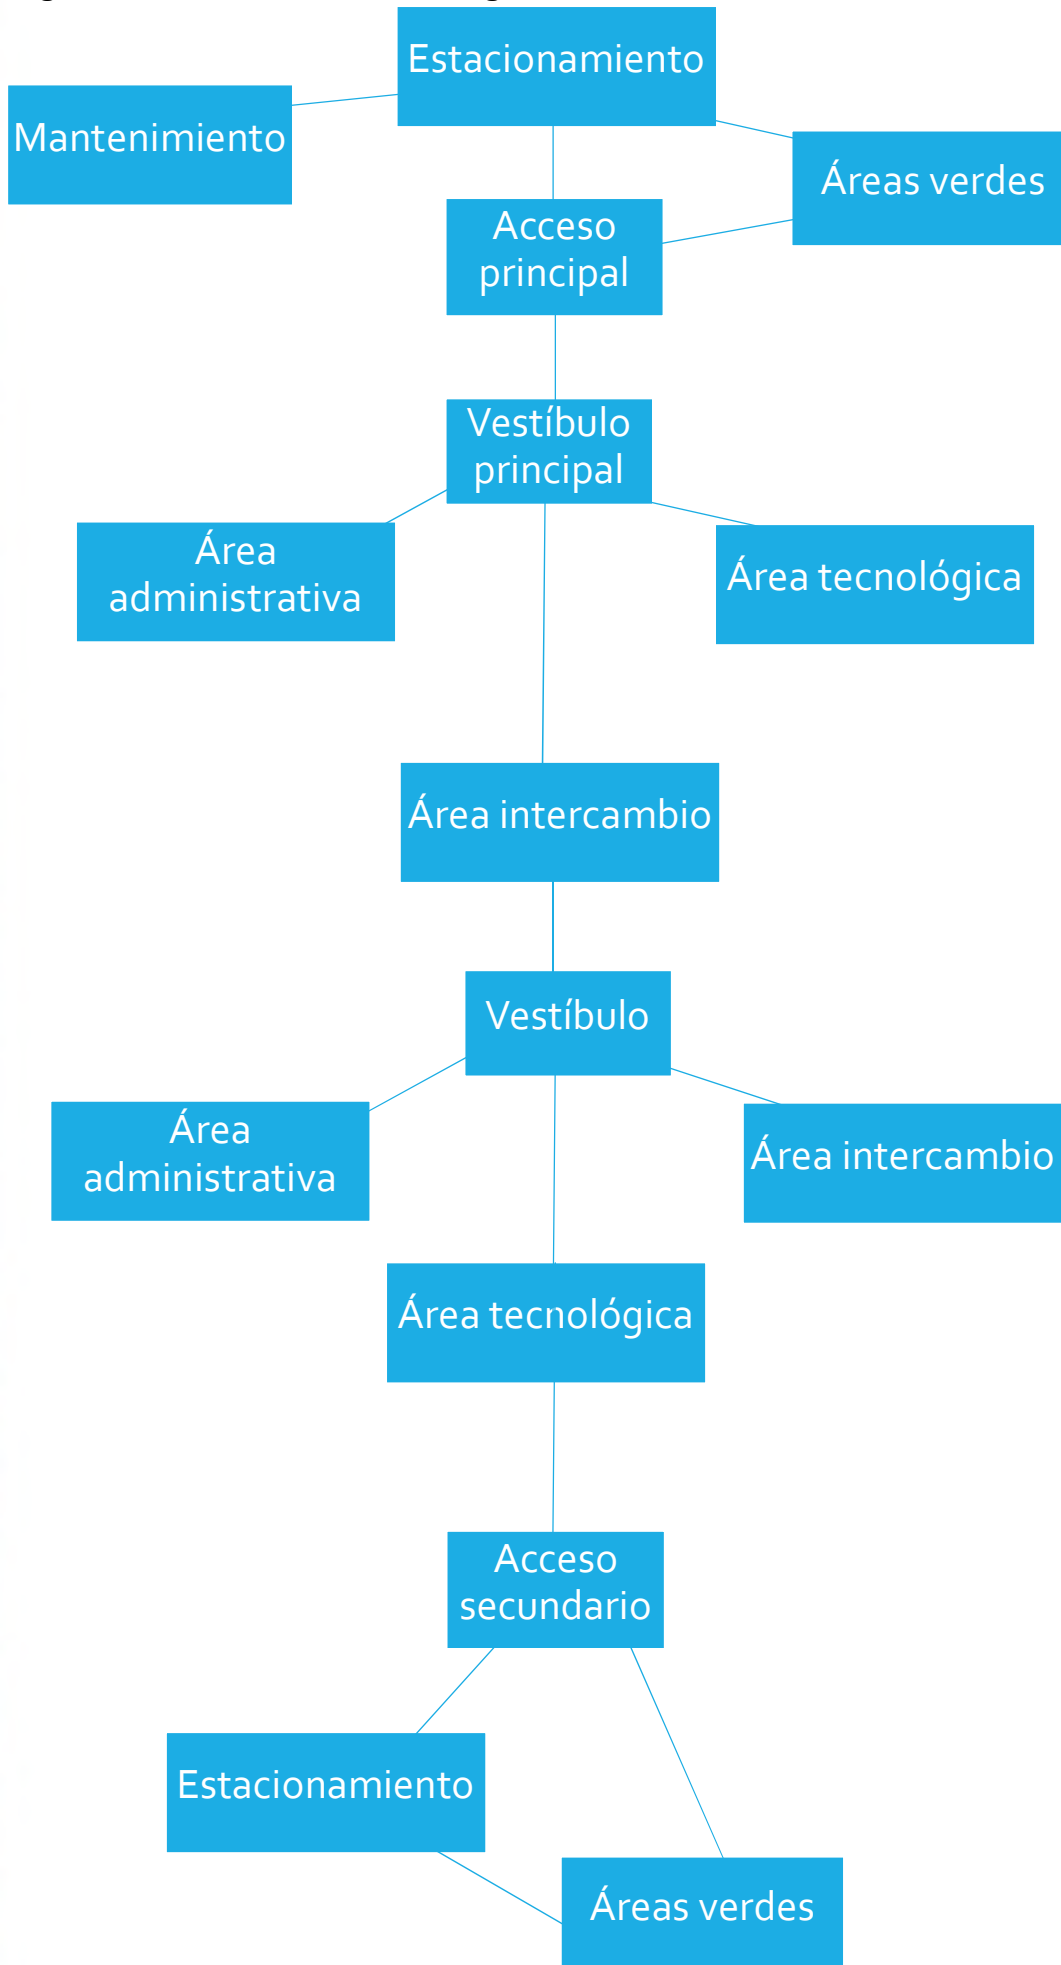 Estacionamiento
Mantenimiento
Áreas verdes
Acceso
principal
Vestíbulo
principal
Área
administrativa
Área tecnológica
Área intercambio
Vestíbulo
Área
administrativa
Área intercambio
Área tecnológica
Acceso
secundario
Estacionamiento
Áreas verdes